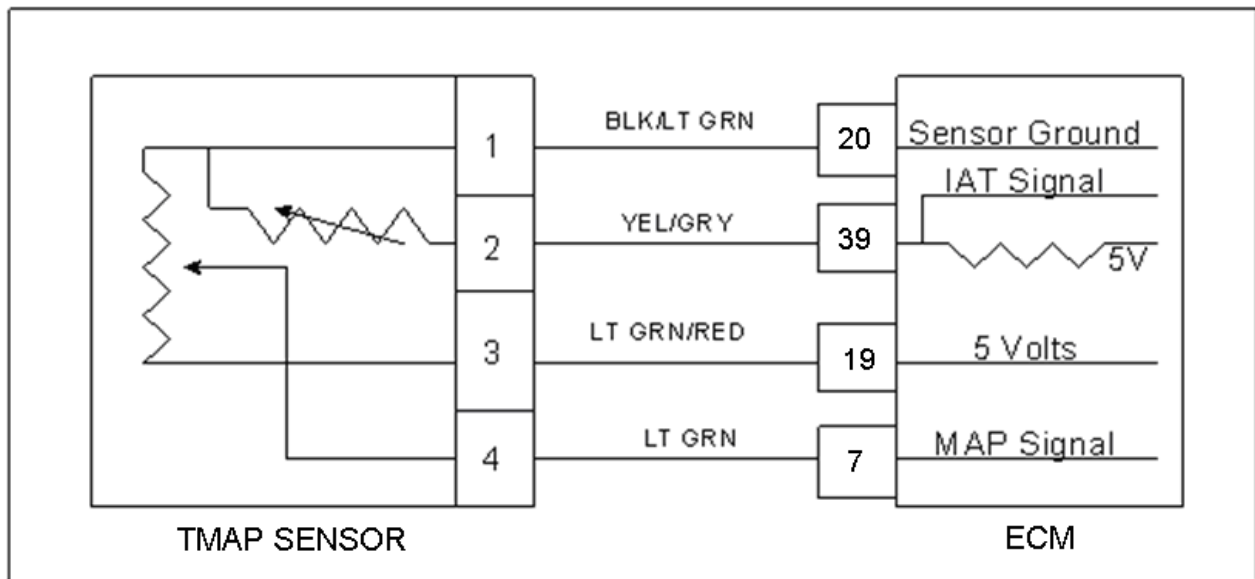 1 BLK/LT GRN 20 Sensor Ground
IAT Signal
2 YEL/GRY 39 5V
3 LT GRN/RED 19 5 Volts
4 LT GRN 7 MAP Signal
TMAP SENSOR ECM